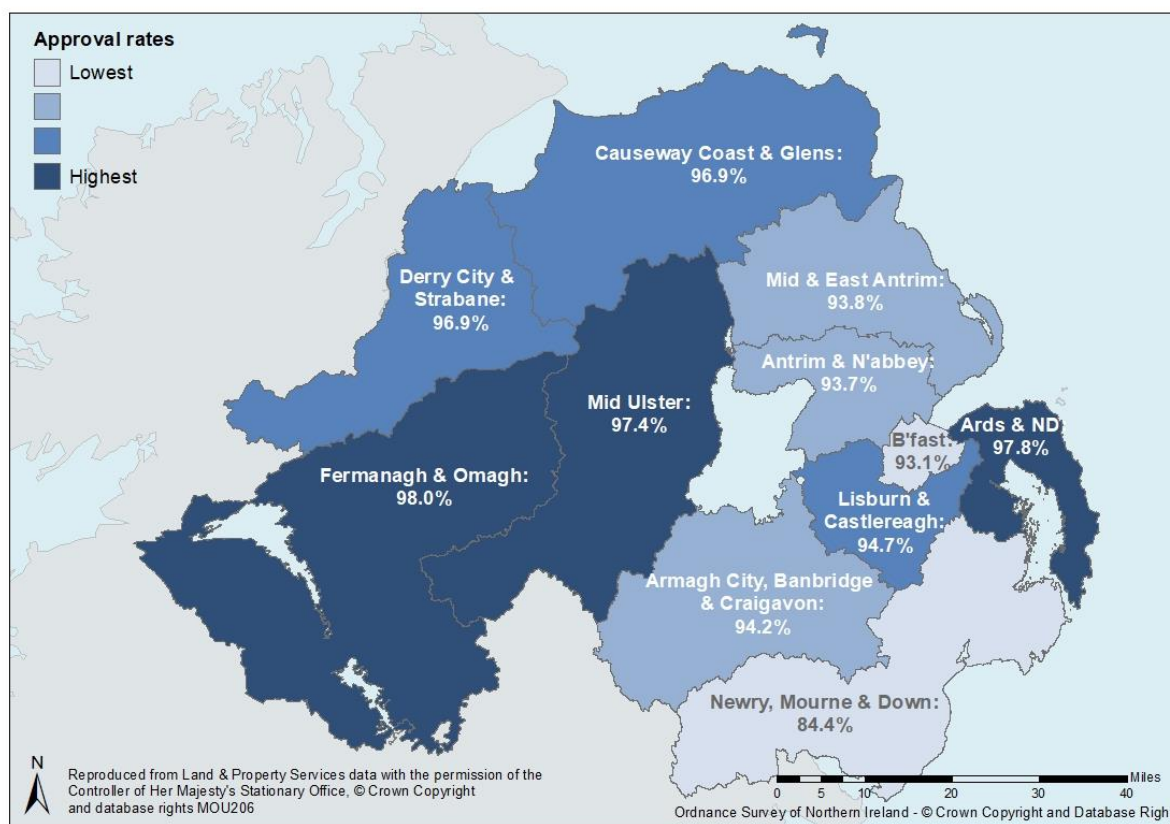 Approval rates
Lowest
Highest
Causeway Coast & Glens:
96.9%
Derry City &
Strabane:
96.9%
Mid & East Antrim:
93.8%
Antrim & N'abbey:
93.7%
Mid Ulster:
97.4%
B'fast:
93.1%
Ards & ND:
97.8%
Fermanagh & Omagh:
98.0%
Lisburn &
Castlereagh:
94.7%
Armagh City, Banbridge
& Craigavon:
94.2%
Newry, Mourne & Down:
84.4%
N
Reproduced from Land & Property Services data with the permission of the
Controller of Her Majesty's Stationary Office, © Crown Copyright
and database rights MOU206
Miles
0 5 10 20 30 40
Ordnance Survey of Northern Ireland - © Crown Copyright and Database Righ